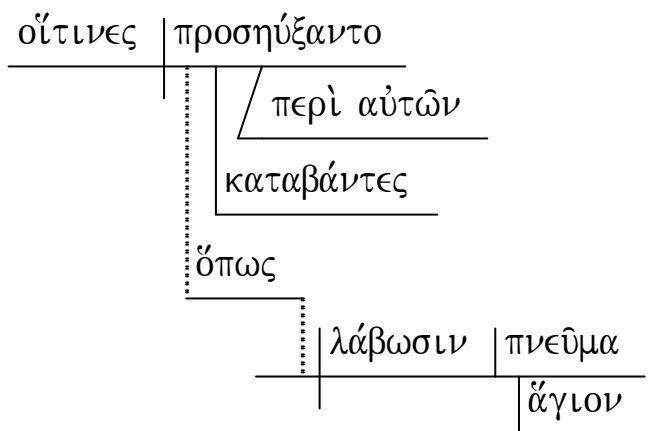 οἵτινες προσηύξαντο
περὶ αὐτῶν
καταβάντες
ὅπως
λάβωσιν πνεῦμα
ἅγιον